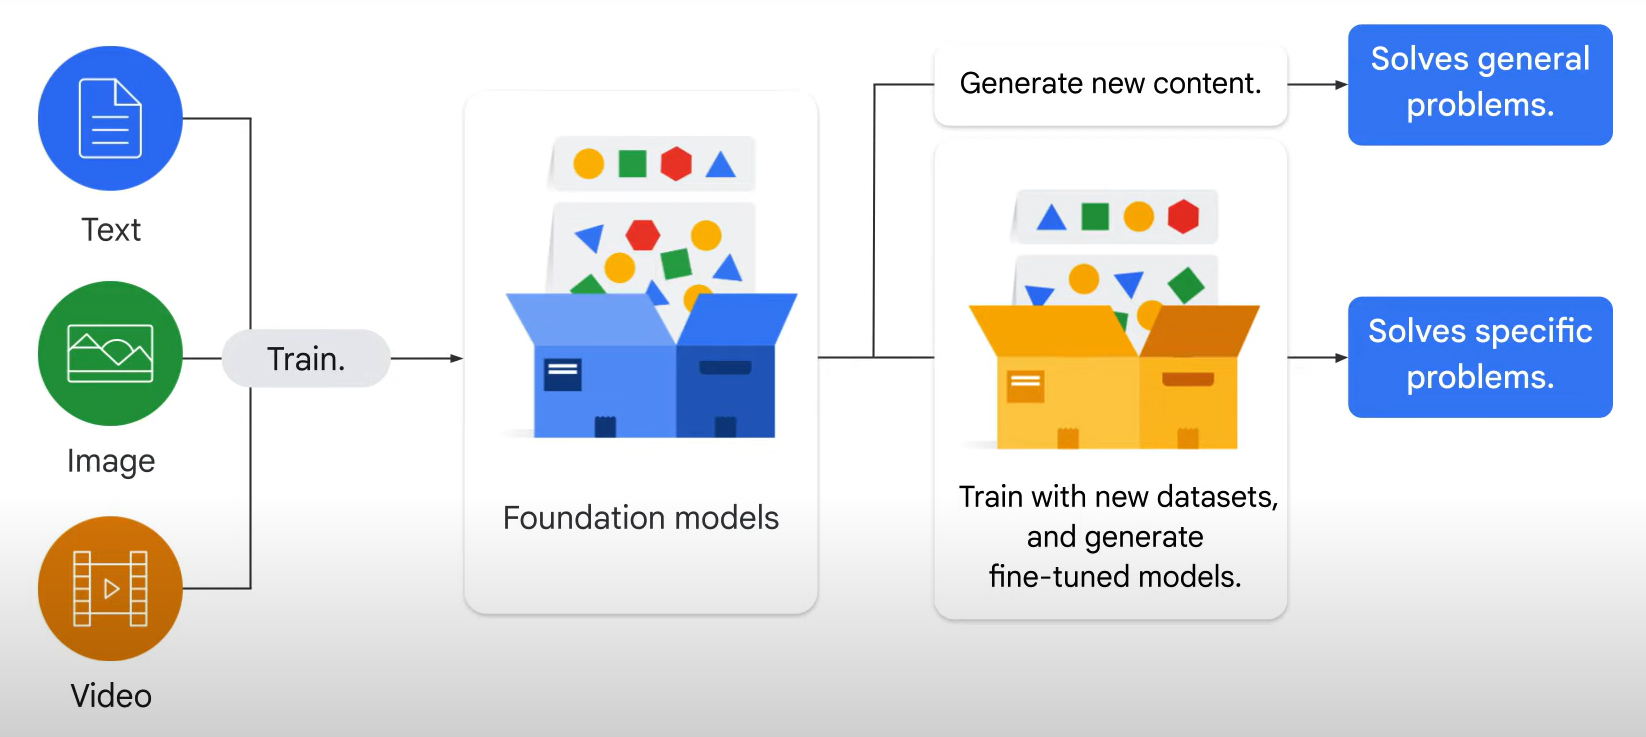 Text
Image
Video
Train.
Foundation models
Generate new content.
Train with new datasets,
and generate
fine-tuned models.
Solves general
problems.
Solves specific
problems.